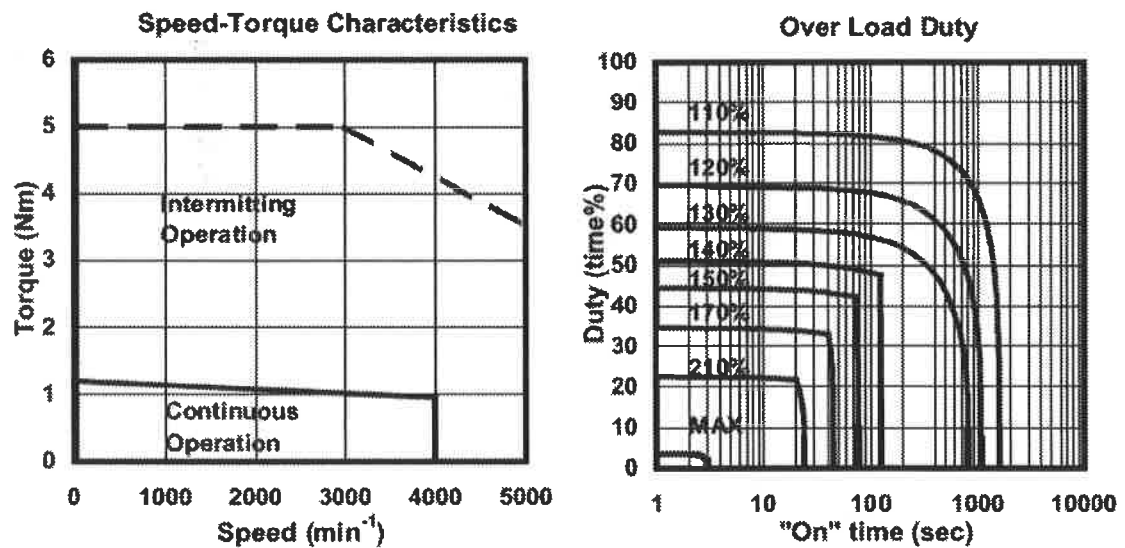 Speed-Torque Characteristics
6
5
4
3
2
1
0
Torque (Nm)
Intermitting
Operation
Continuous
Operation
0 1000 2000 3000 4000 5000
Speed (min-1)
Over Load Duty
100
90
80
70
60
50
40
30
20
10
0
Duty (time%)
110%
120%
130%
140%
150%
170%
210%
MAX
1 10 100 1000 10000
"On" time (sec)